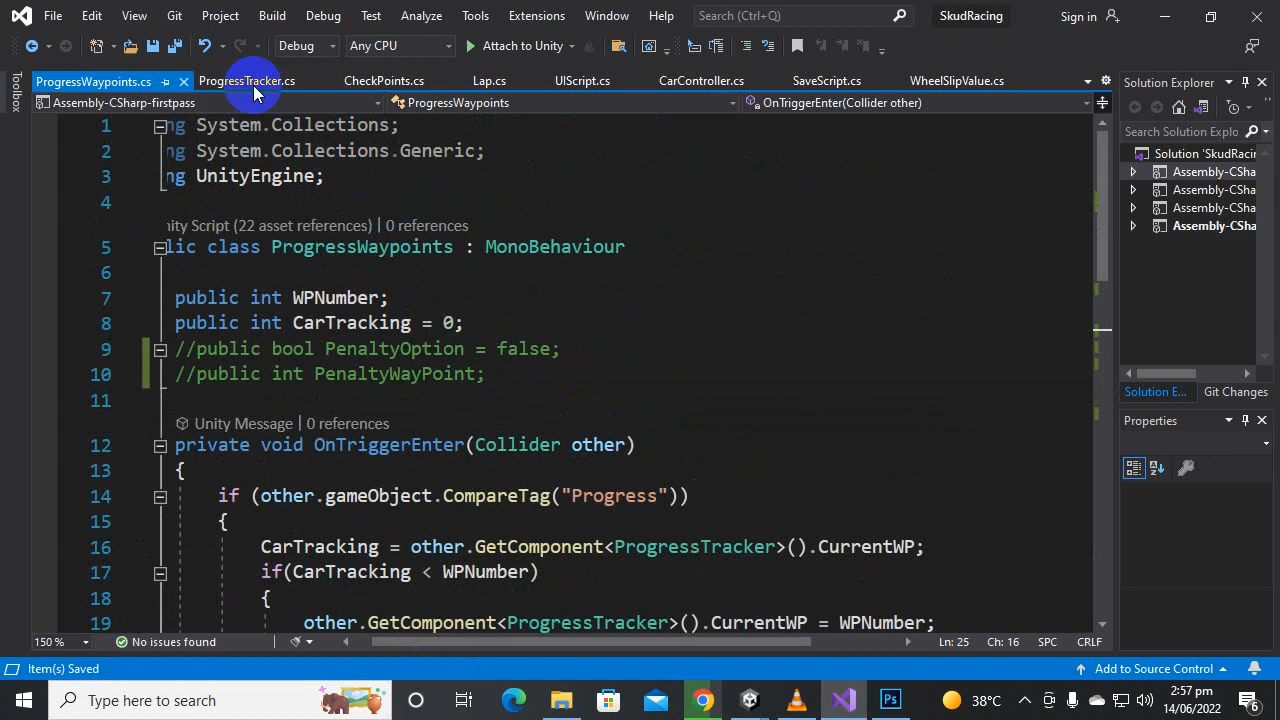 File Edit View Git Project Build Debug Test Analyze Tools Extensions Window Help Search (Ctrl+Q) SkudRacing Sign in
Debug Any CPU Attach to Unity
Toolbox
ProgressWaypoints.cs ProgressTracker.cs CheckPoints.cs Lap.cs UIScript.cs CarController.cs SaveScript.cs WheelSlipValue.cs
Assembly-CSharp-firstpass ProgressWaypoints OnTriggerEnter(Collider other)
1 ng System.Collections;
2 ng System.Collections.Generic;
3 ng UnityEngine;
4
nity Script (22 asset references) | 0 references
5 lic class ProgressWaypoints : MonoBehaviour
6
7 public int WPNumber;
8 public int CarTracking = 0;
9 //public bool PenaltyOption = false;
10 //public int PenaltyWayPoint;
11
Unity Message | 0 references
12 private void OnTriggerEnter(Collider other)
13 {
14 if (other.gameObject.CompareTag("Progress"))
15 {
16 CarTracking = other.GetComponent<ProgressTracker>().CurrentWP;
17 if(CarTracking < WPNumber)
18 {
19 other.GetComponent<ProgressTracker>().CurrentWP = WPNumber;
150 % No issues found Ln: 25 Ch: 16 SPC CRLF
Solution Explorer
Search Solution Explo
Solution 'SkudRacing
Assembly-CSha
Assembly-CSha
Assembly-CSha
Assembly-CSha
Solution E... Git Changes
Properties
Item(s) Saved Add to Source Control
Type here to search Ps 38°C 2:57 pm
14/06/2022 6